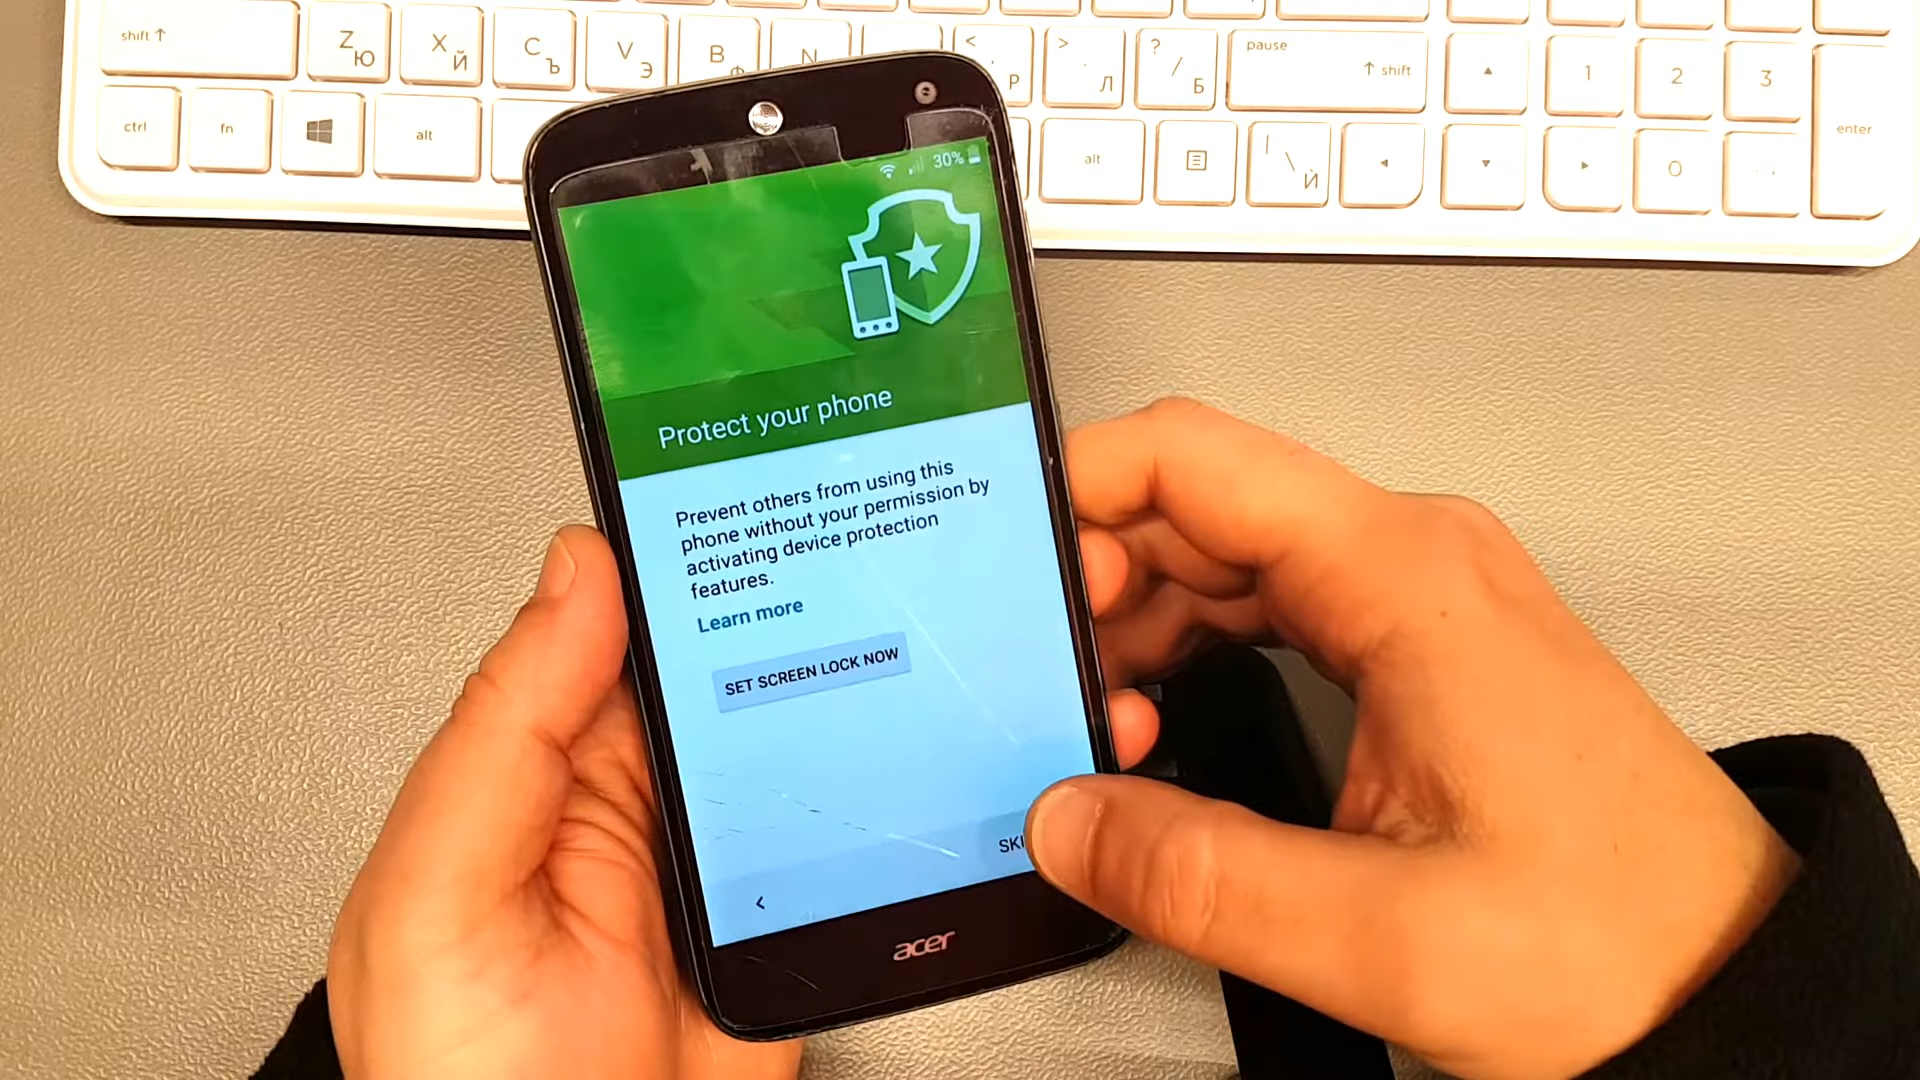 shift ↑
Z Ю
X Й
C Ъ
V Э
B Ф
N
< Р
> . Л
? / Б
pause
↑ shift
1
2
3
ctrl
fn
alt
alt
| \ Й
0
enter
30%
Protect your phone
Prevent others from using this
phone without your permission by
activating device protection
features.
Learn more
SET SCREEN LOCK NOW
SKI
<
acer